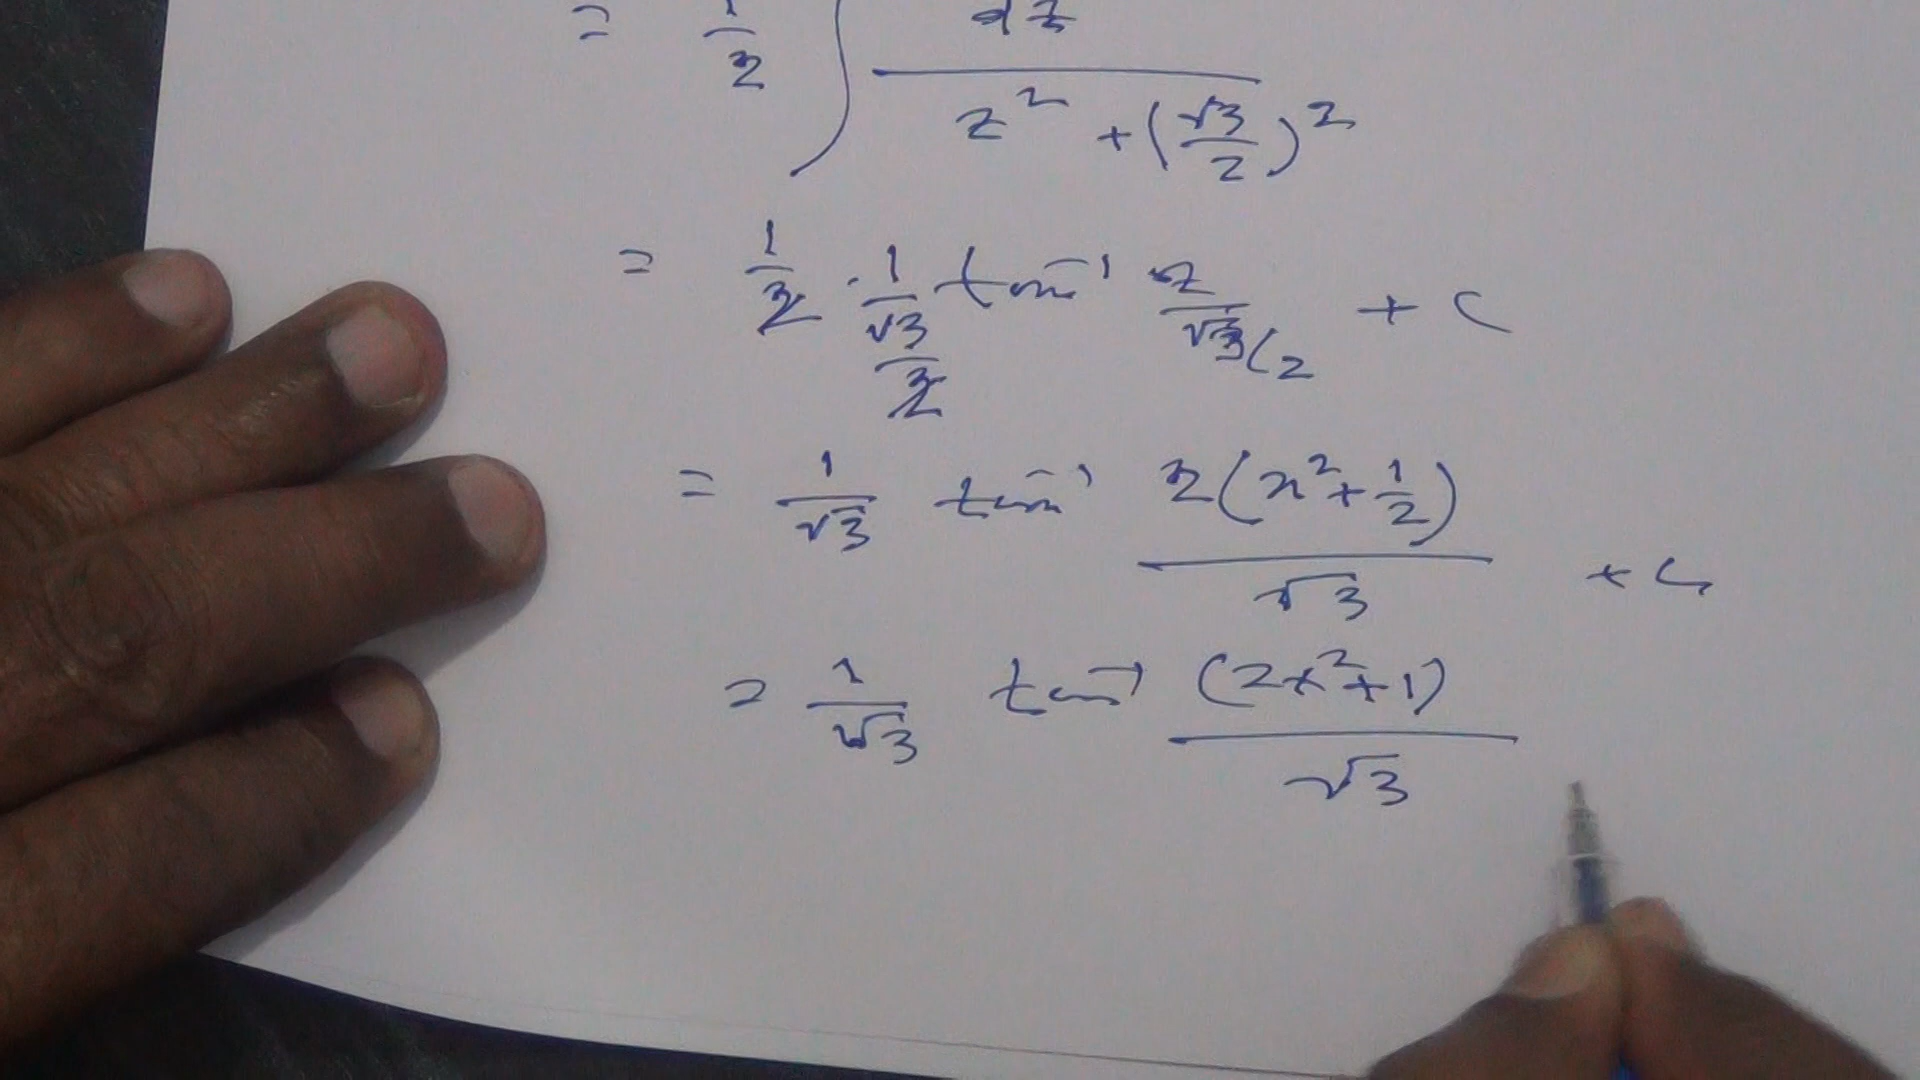 = 1/2 ∫ dz / (z² + (√3/2)²)
= 1/2 · 1/(√3/2) tan⁻¹ z/(√3/2) + C
= 1/√3 tan⁻¹ 2(x² + 1/2)/√3 + C
= 1/√3 tan⁻¹ (2x² + 1)/√3